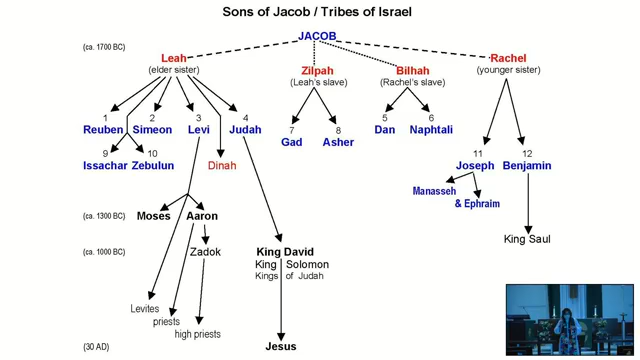 Sons of Jacob / Tribes of Israel
JACOB
(ca. 1700 BC)
Leah
(elder sister)
Zilpah
(Leah's slave)
Bilhah
(Rachel's slave)
Rachel
(younger sister)
1 2 3 4
Reuben Simeon Levi Judah
7 8
Gad Asher
5 6
Dan Naphtali
9 10
Issachar Zebulun
Dinah
11 12
Joseph Benjamin
Manasseh
& Ephraim
(ca. 1300 BC)
Moses Aaron
King Saul
(ca. 1000 BC)
Zadok
King David
King Solomon
Kings of Judah
Levites
priests
high priests
(30 AD)
Jesus